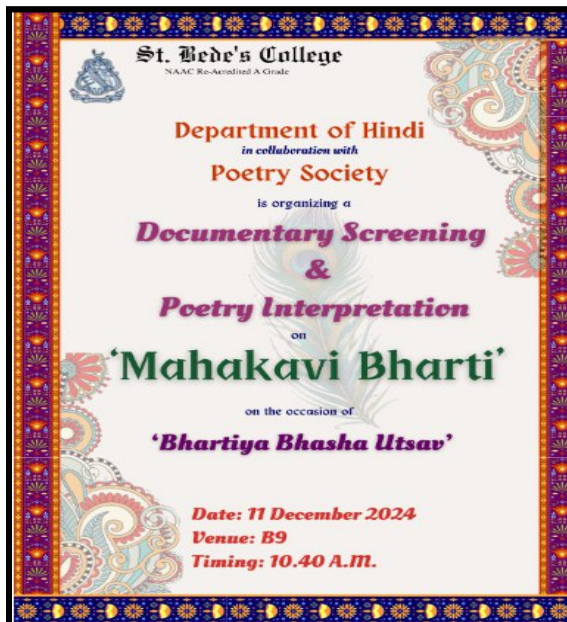 St. Bede's College
NAAC Re-Acredited A Grade
Department of Hindi
in collaboration with
Poetry Society
is organizing a
Documentary Screening
&
Poetry Interpretation
on
'Mahakavi Bharti'
on the occasion of
'Bhartiya Bhasha Utsav'
Date: 11 December 2024
Venue: B9
Timing: 10.40 A.M.